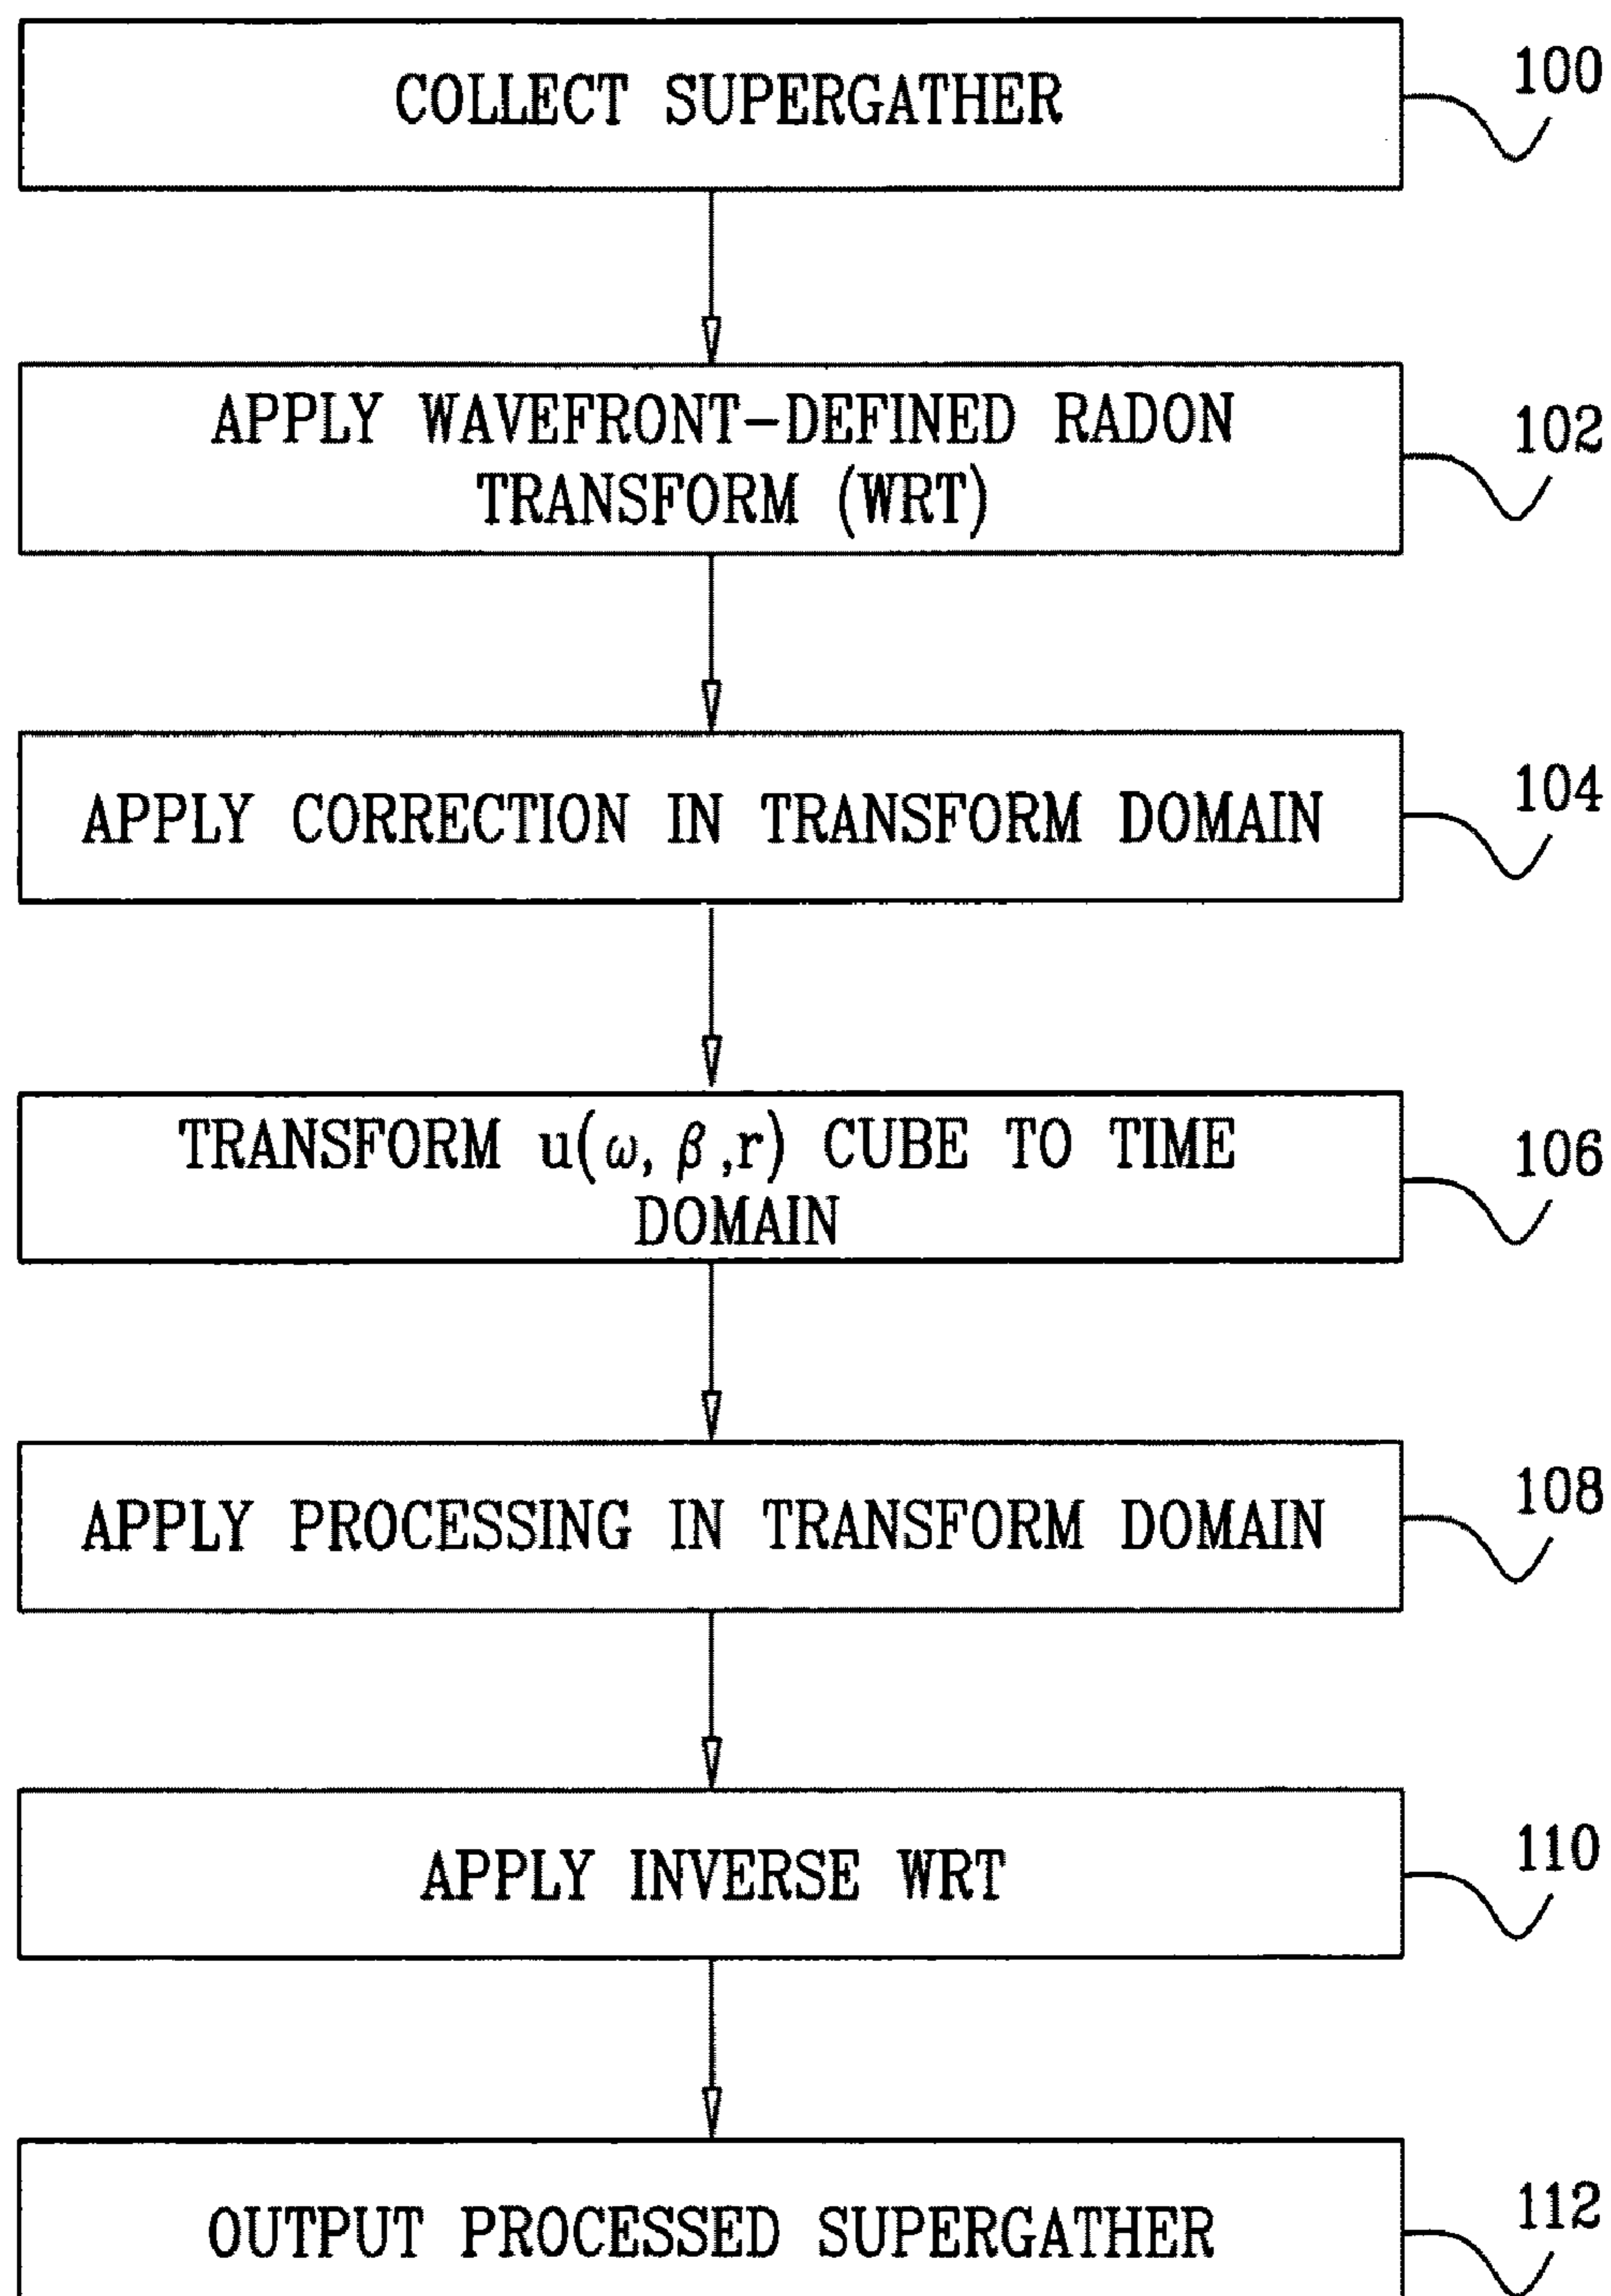 COLLECT SUPERGATHER
100
APPLY WAVEFRONT-DEFINED RADON
TRANSFORM (WRT)
102
APPLY CORRECTION IN TRANSFORM DOMAIN
104
TRANSFORM u(ω, β,r) CUBE TO TIME
DOMAIN
106
APPLY PROCESSING IN TRANSFORM DOMAIN
108
APPLY INVERSE WRT
110
OUTPUT PROCESSED SUPERGATHER
112